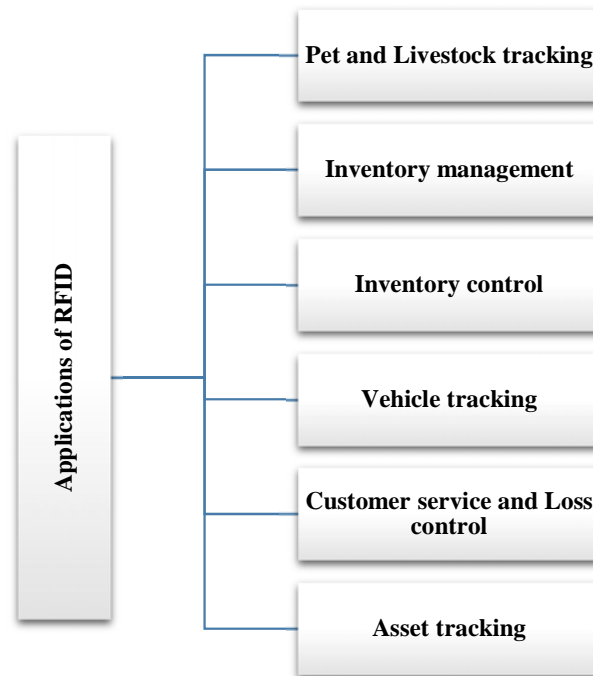 Applications of RFID
Pet and Livestock tracking
Inventory management
Inventory control
Vehicle tracking
Customer service and Loss
control
Asset tracking